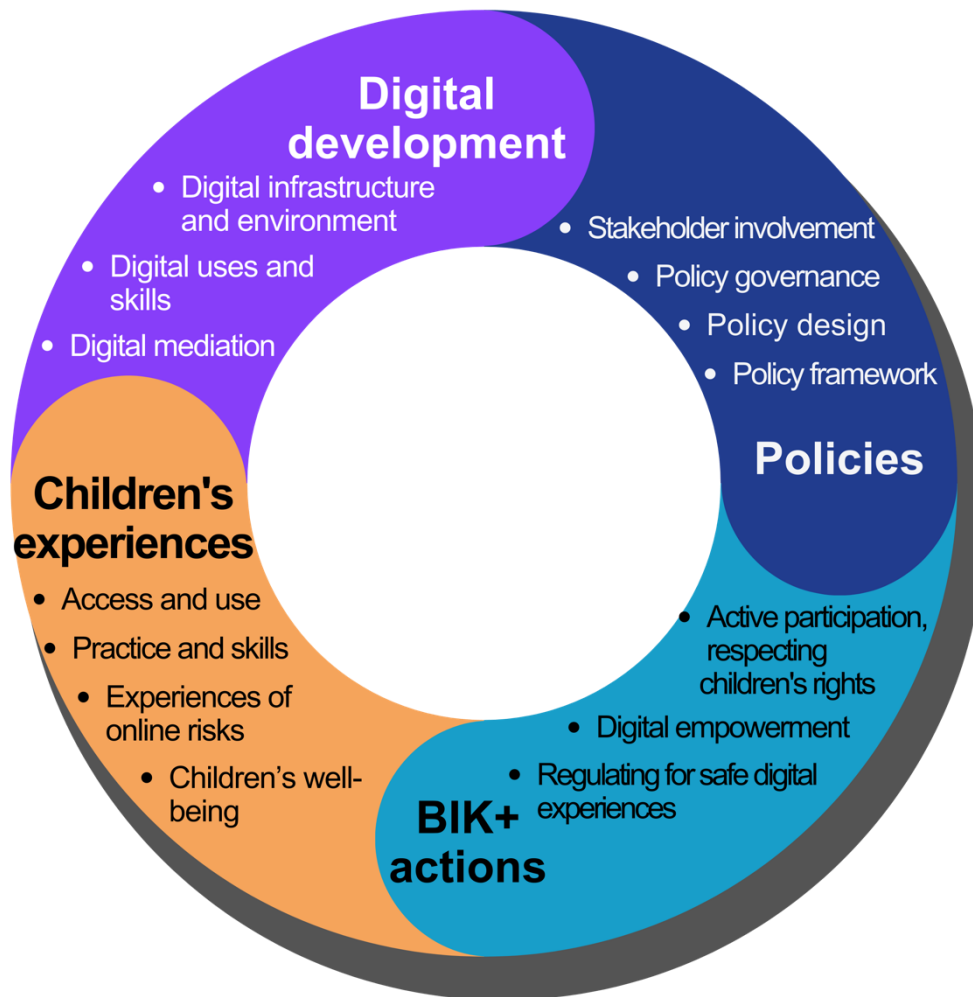 Digital
development
• Digital infrastructure
and environment
• Digital uses and
skills
• Digital mediation
• Stakeholder involvement
• Policy governance
• Policy design
• Policy framework
Policies
• Active participation,
respecting
children's rights
• Digital empowerment
• Regulating for safe digital
experiences
BIK+
actions
Children's
experiences
• Access and use
• Practice and skills
• Experiences of
online risks
• Children’s well-
being